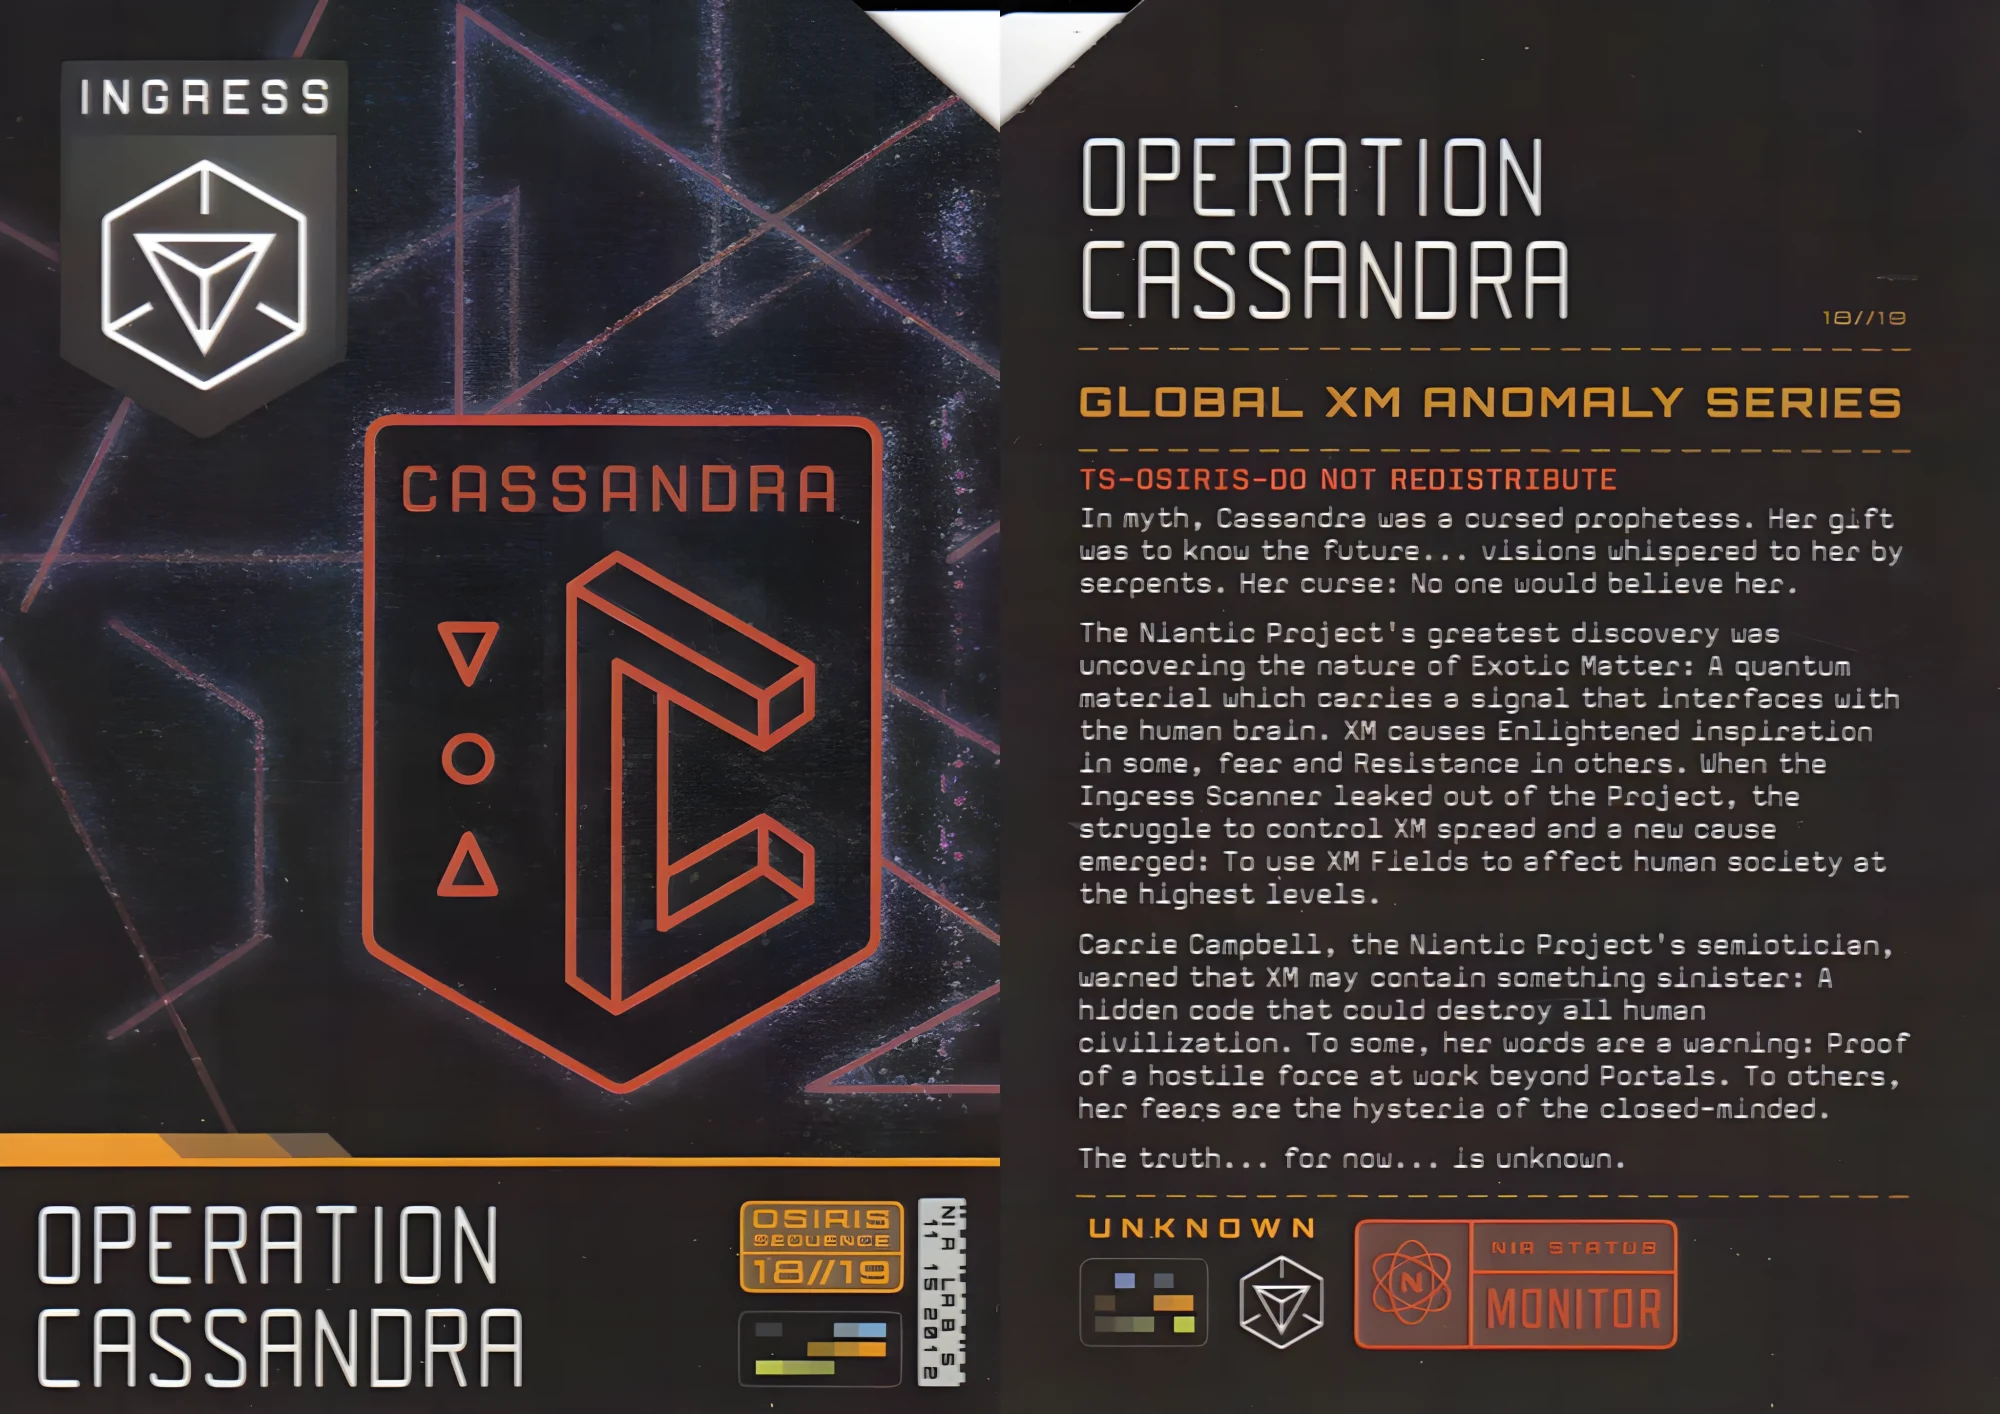 INGRESS
CASSANDRA
OPERATION
CASSANDRA
OSIRIS
SEQUENCE
18//19
NIA LABS
11 15 2012
OPERATION
CASSANDRA
18//19
GLOBAL XM ANOMALY SERIES
TS-OSIRIS-DO NOT REDISTRIBUTE
In myth, Cassandra was a cursed prophetess. Her gift
was to know the future... visions whispered to her by
serpents. Her curse: No one would believe her.
The Niantic Project's greatest discovery was
uncovering the nature of Exotic Matter: A quantum
material which carries a signal that interfaces with
the human brain. XM causes Enlightened inspiration
in some, fear and Resistance in others. When the
Ingress Scanner leaked out of the Project, the
struggle to control XM spread and a new cause
emerged: To use XM Fields to affect human society at
the highest levels.
Carrie Campbell, the Niantic Project's semiotician,
warned that XM may contain something sinister: A
hidden code that could destroy all human
civilization. To some, her words are a warning: Proof
of a hostile force at work beyond Portals. To others,
her fears are the hysteria of the closed-minded.
The truth... for now... is unknown.
UNKNOWN
N
NIA STATUS
MONITOR